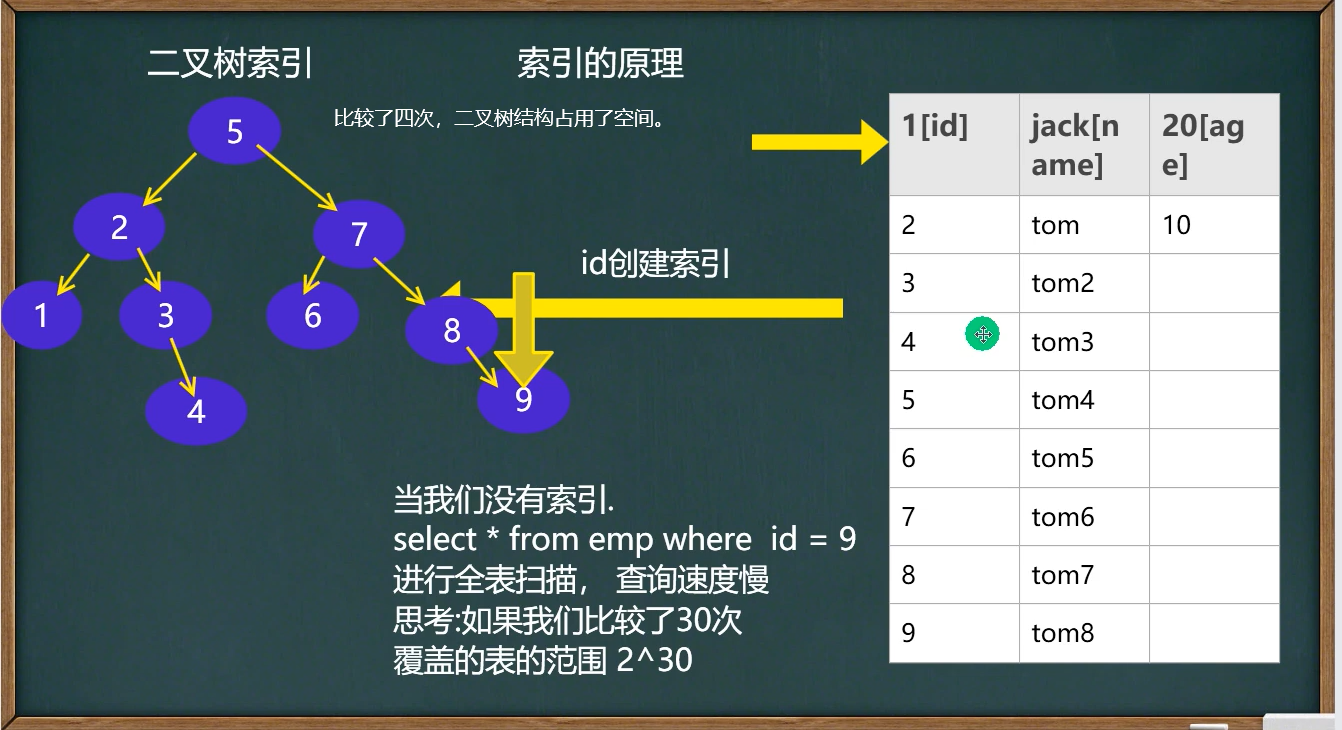 二叉树索引
索引的原理
比较了四次，二叉树结构占用了空间。
5
2
7
1
3
6
8
4
9
id创建索引
当我们没有索引.
select * from emp where  id = 9
进行全表扫描， 查询速度慢
思考:如果我们比较了30次
覆盖的表的范围 2^30
1[id] jack[n 20[ag
ame] e]
2 tom 10
3 tom2
4 tom3
5 tom4
6 tom5
7 tom6
8 tom7
9 tom8